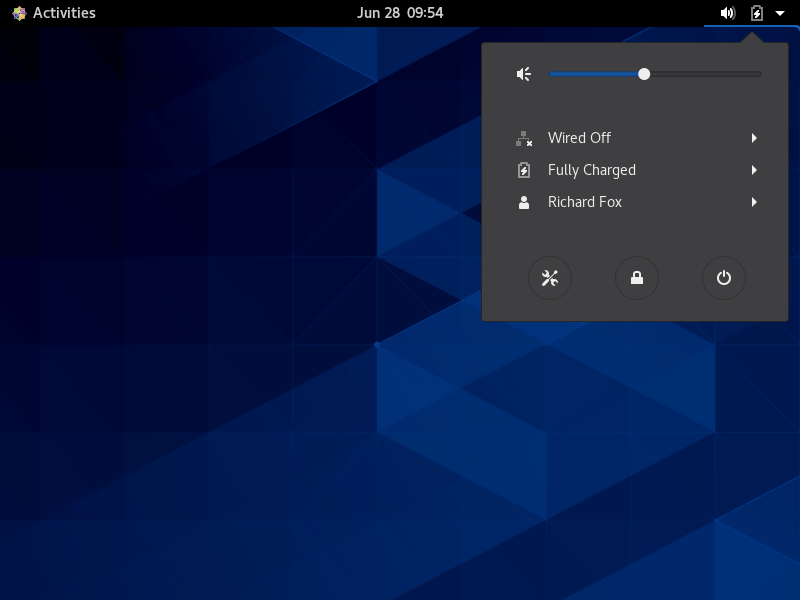 Activities
Jun 28 09:54
Wired Off
Fully Charged
Richard Fox